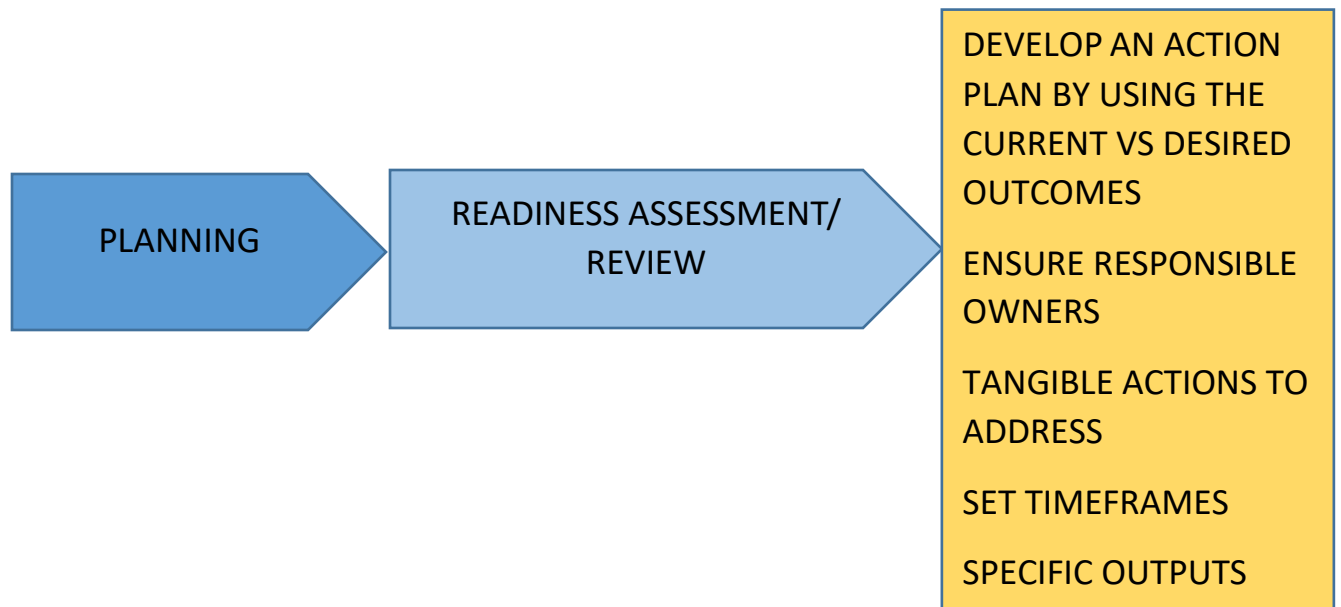 PLANNING
READINESS ASSESSMENT/
REVIEW
DEVELOP AN ACTION
PLAN BY USING THE
CURRENT VS DESIRED
OUTCOMES
ENSURE RESPONSIBLE
OWNERS
TANGIBLE ACTIONS TO
ADDRESS
SET TIMEFRAMES
SPECIFIC OUTPUTS